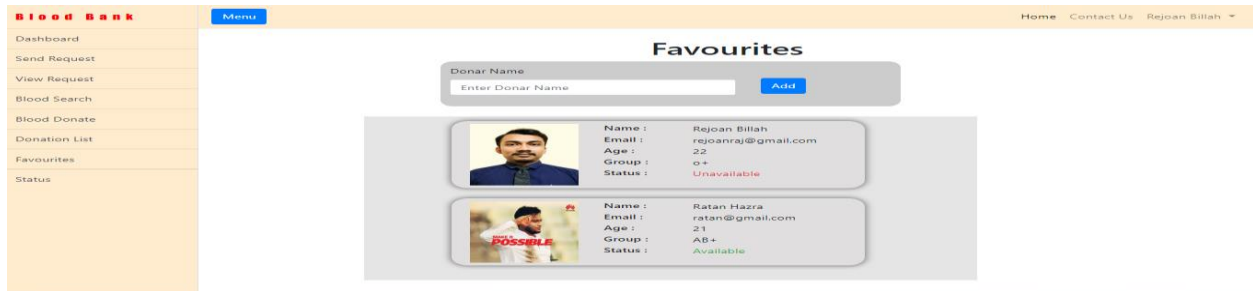 Blood Bank
Menu
Home Contact Us Rejoan Billah
Dashboard
Send Request
View Request
Blood Search
Blood Donate
Donation List
Favourites
Status
Favourites
Donar Name
Enter Donar Name
Add
Name : Rejoan Billah
Email : rejoanraj@gmail.com
Age : 22
Group : o+
Status : Unavailable
MAKE IT
POSSIBLE
Name : Ratan Hazra
Email : ratan@gmail.com
Age : 21
Group : AB+
Status : Available